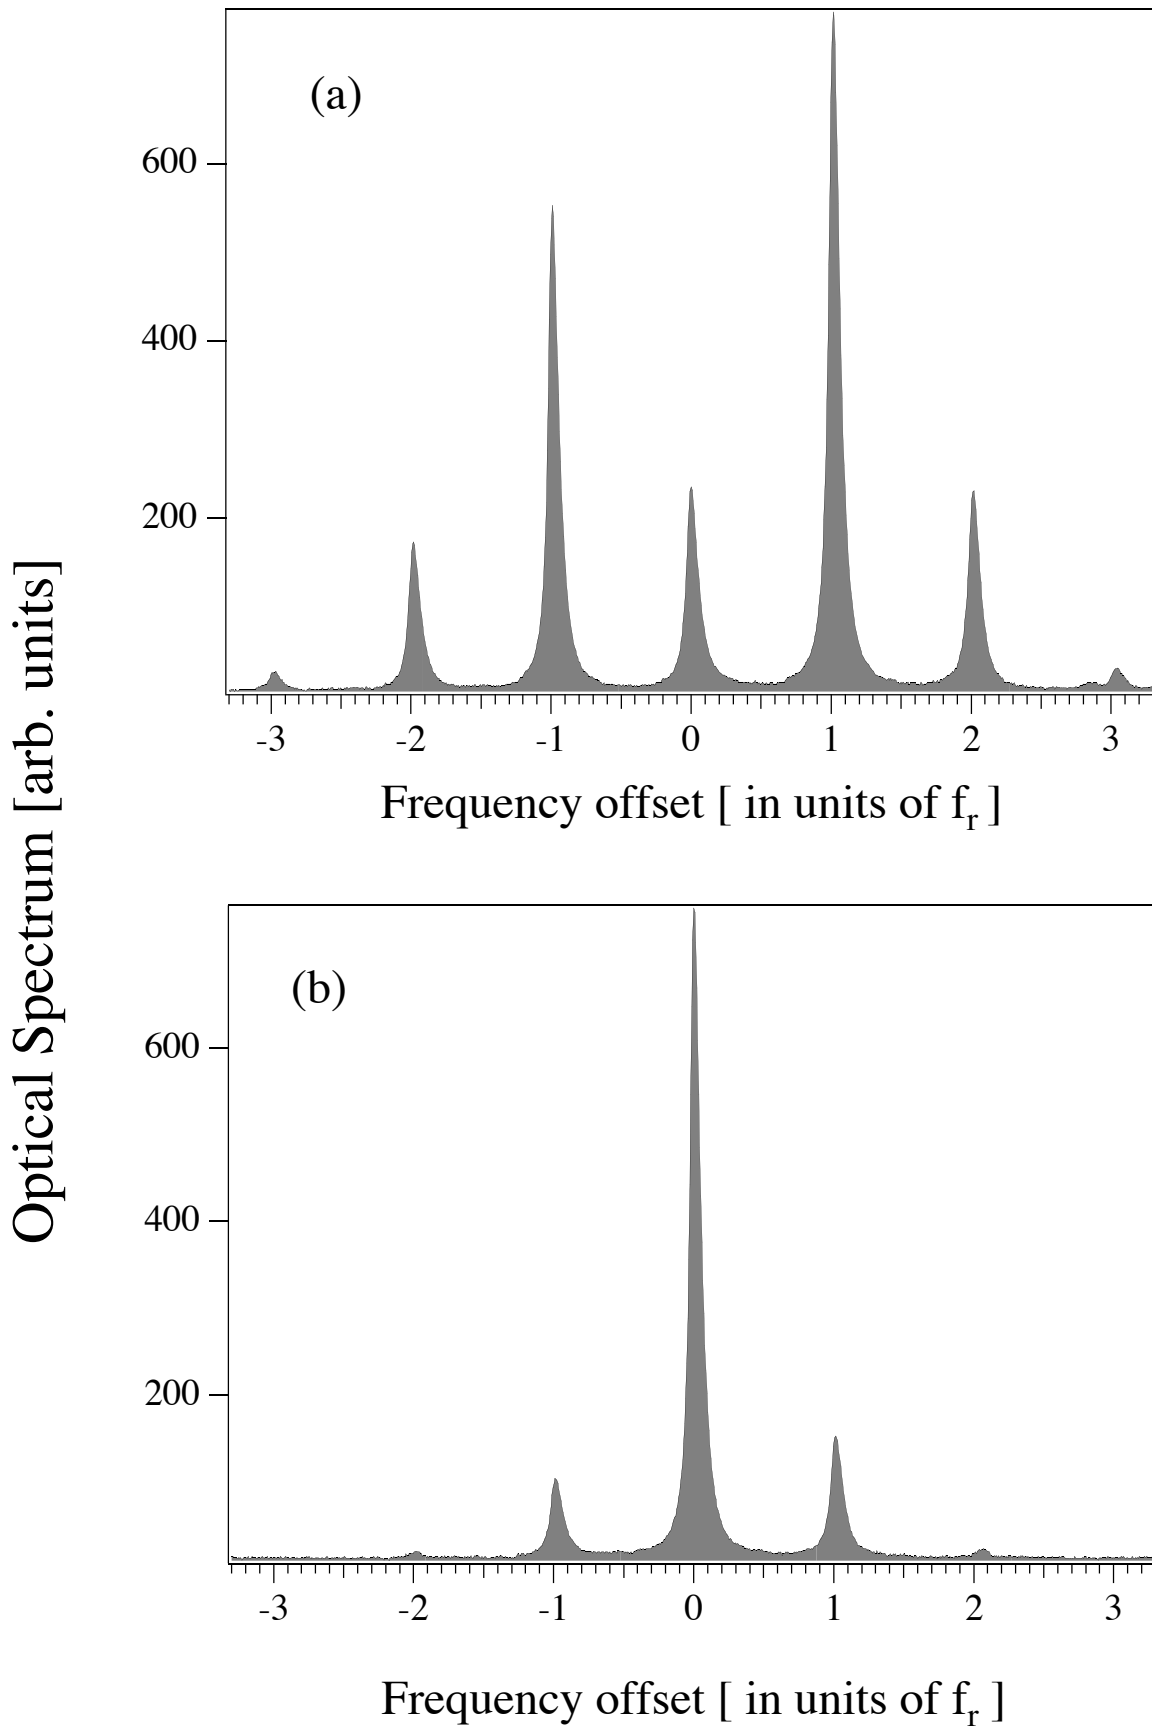 Optical Spectrum [arb. units]
(a)
600
400
200
-3 -2 -1 0 1 2 3
Frequency offset [ in units of fr ]
(b)
600
400
200
-3 -2 -1 0 1 2 3
Frequency offset [ in units of fr ]